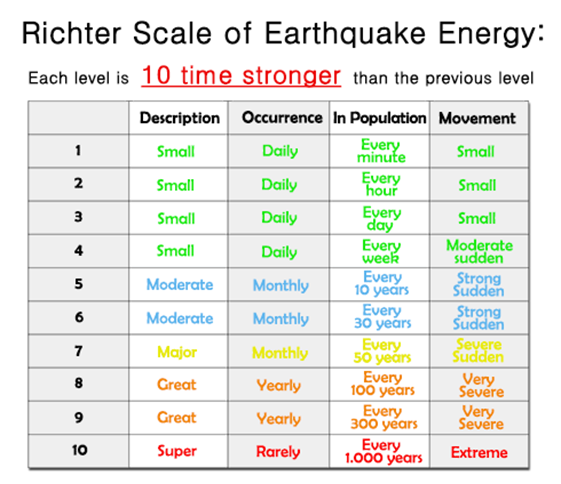 Richter Scale of Earthquake Energy:
Each level is 10 time stronger than the previous level
Description Occurrence In Population Movement
1 Small Daily Every minute Small
2 Small Daily Every hour Small
3 Small Daily Every day Small
4 Small Daily Every week Moderate sudden
5 Moderate Monthly Every 10 years Strong Sudden
6 Moderate Monthly Every 30 years Strong Sudden
7 Major Monthly Every 50 years Severe Sudden
8 Great Yearly Every 100 years Very Severe
9 Great Yearly Every 300 years Very Severe
10 Super Rarely Every 1.000 years Extreme